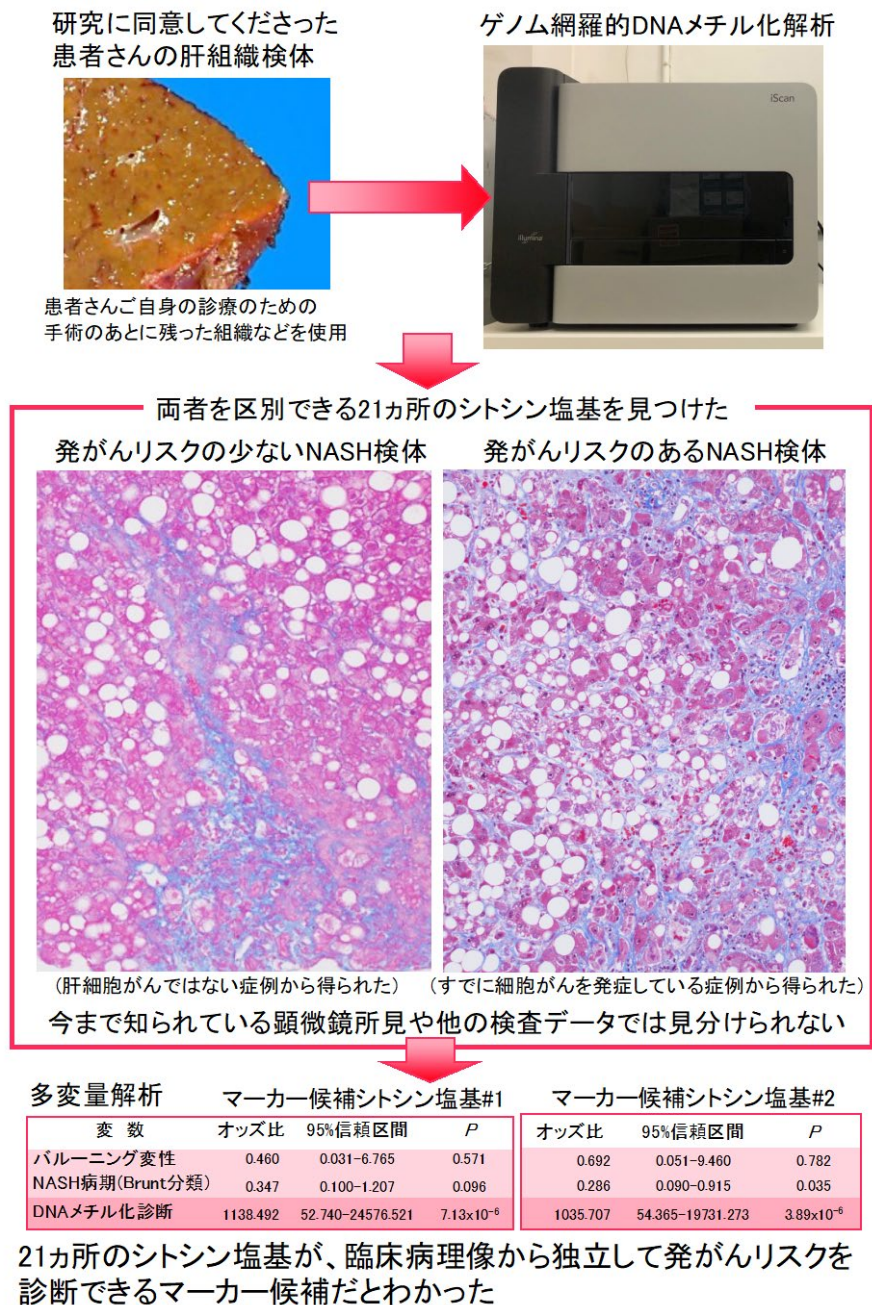 研究に同意してくださった
患者さんの肝組織検体
ゲノム網羅的DNAメチル化解析
iScan
illumina
患者さんご自身の診療のための
手術のあとに残った組織などを使用
両者を区別できる21ヵ所のシトシン塩基を見つけた
発がんリスクの少ないNASH検体
発がんリスクのあるNASH検体
(肝細胞がんではない症例から得られた)
(すでに細胞がんを発症している症例から得られた)
今まで知られている顕微鏡所見や他の検査データでは見分けられない
多変量解析 マーカー候補シトシン塩基#1 マーカー候補シトシン塩基#2
変 数 オッズ比 95%信頼区間 P オッズ比 95%信頼区間 P
バルーニング変性 0.460 0.031-6.765 0.571 0.692 0.051-9.460 0.782
NASH病期(Brunt分類) 0.347 0.100-1.207 0.096 0.286 0.090-0.915 0.035
DNAメチル化診断 1138.492 52.740-24576.521 7.13x10⁻⁶ 1035.707 54.365-19731.273 3.89x10⁻⁶
21ヵ所のシトシン塩基が、臨床病理像から独立して発がんリスクを
診断できるマーカー候補だとわかった